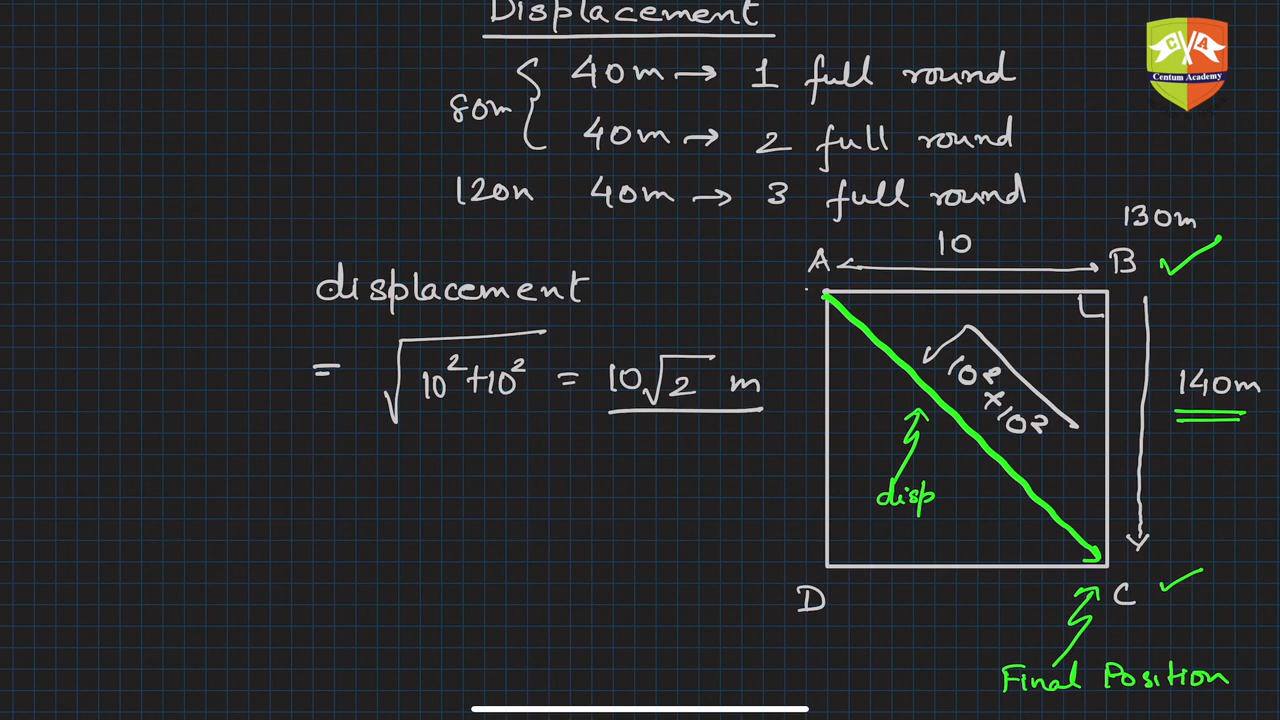 Displacement
40m → 1 full round
80m
40m → 2 full round
120m 40m → 3 full round
130m
10
A B
displacement
= √10²+10² = 10√2 m
10²+10²
140m
disp
D C
Final Position
C A
Centum Academy